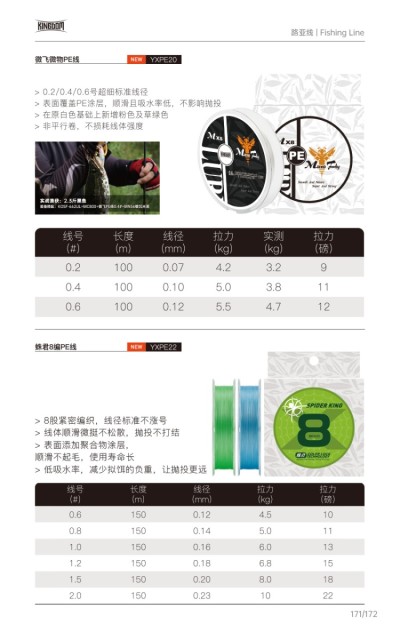 KINGDOM
路亚线 | Fishing Line
微飞微物PE线
NEW YXPE20
> 0.2/0.4/0.6号超细标准线径
> 表面覆盖PE涂层，顺滑且吸水率低，不影响抛投
> 在原白色基础上新增粉色及草绿色
> 非平行卷，不损耗线体强度
MX8
PE
线号 长度 线径 拉力 实测 拉力
(#) (m) (mm) (kg) (kg) (磅)
0.2 100 0.07 4.2 3.2 9
0.4 100 0.10 5.0 3.8 11
0.6 100 0.12 5.5 4.7 12
蛛君8编PE线
NEW YXPE22
> 8股紧密编织，线径标准不涨号
> 线体顺滑微挺不松散，抛投不打结
> 表面添加聚合物涂层，
顺滑不起毛，使用寿命长
> 低吸水率，减少拟饵的负重，让抛投更远
SPIDER KING
8
线号 长度 线径 拉力 拉力
(#) (m) (mm) (kg) (磅)
0.6 150 0.12 4.5 10
0.8 150 0.14 5.0 11
1.0 150 0.16 6.0 13
1.2 150 0.18 6.8 15
1.5 150 0.20 8.0 18
2.0 150 0.23 10 22
171/172